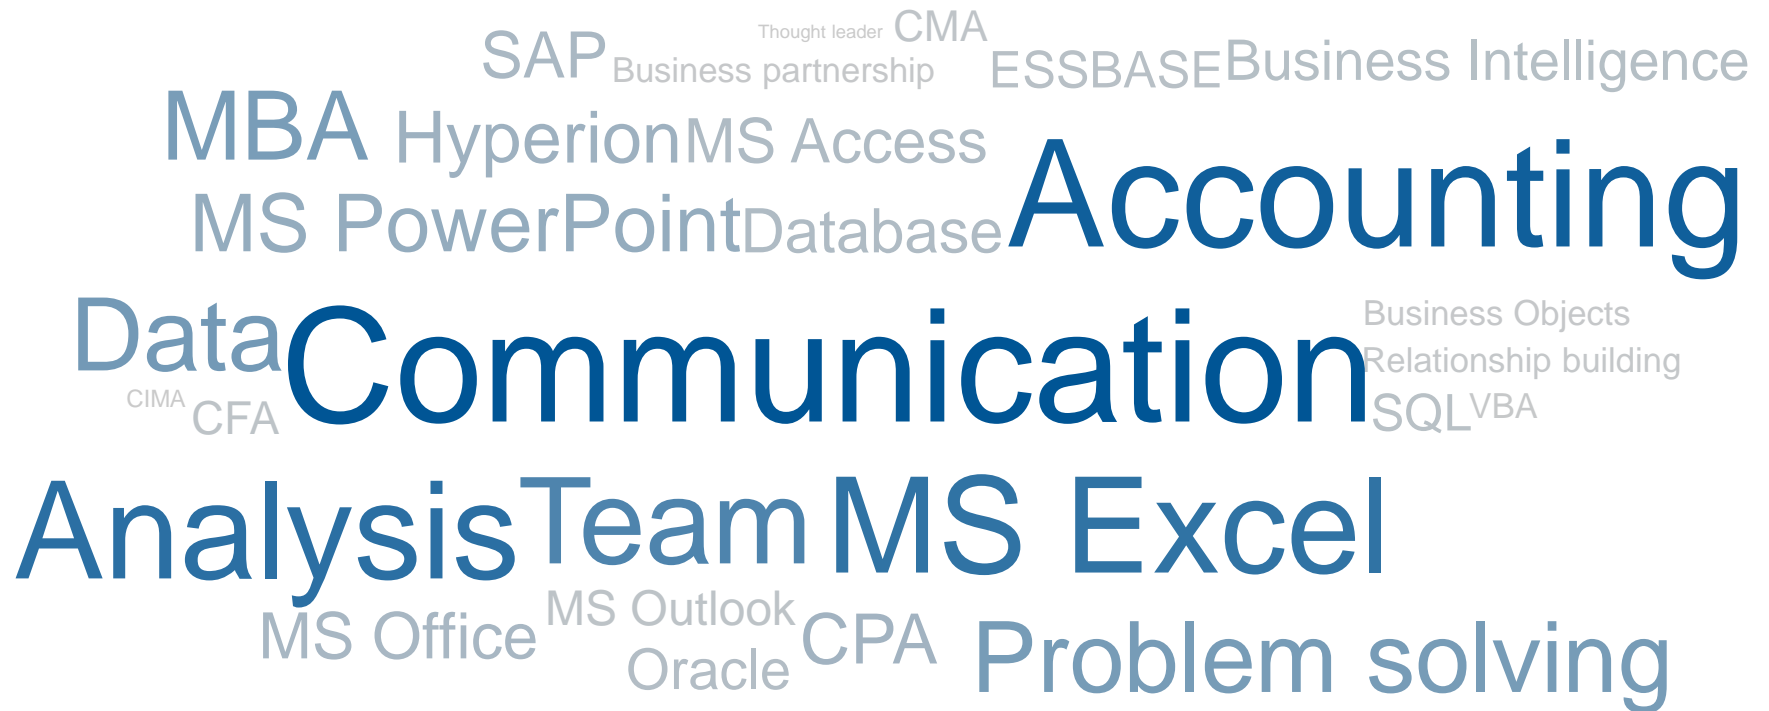 Thought leader CMA
SAP Business partnership ESSBASE Business Intelligence
MBA Hyperion MS Access
MS PowerPoint Database Accounting
Data Communication Business Objects
Relationship building
CIMA CFA SQL VBA
Analysis Team MS Excel
MS Office MS Outlook CPA Problem solving
Oracle